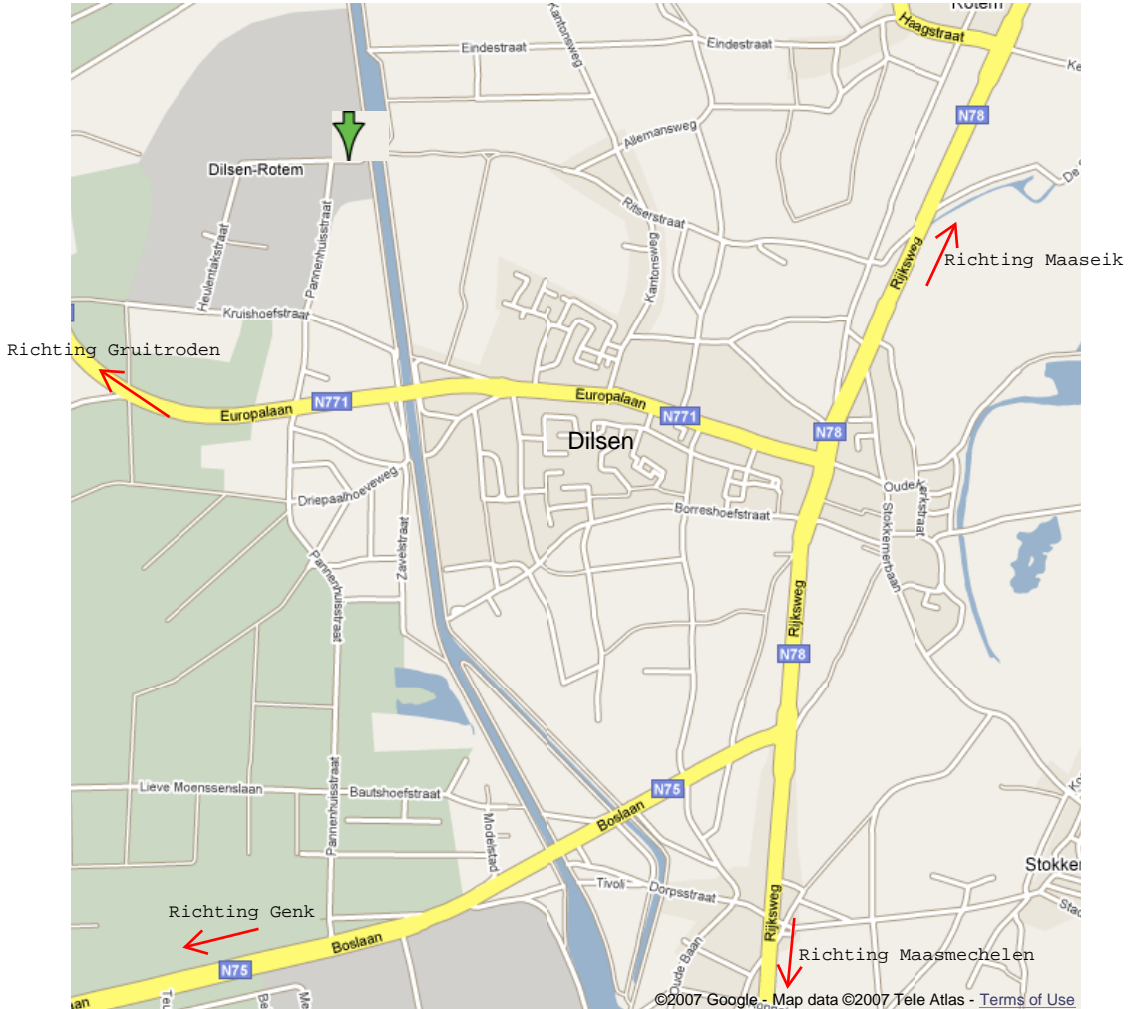 Rotem
Haagstraat
Kantonsweg
Eindestraat
Eindestraat
Ke
N78
Allemansweg
Dilsen-Rotem
De S
Ritserstraat
Pannenhuisstraat
Heulentakstraat
Kantonsweg
Rijksweg
Richting Maaseik
Kruishoefstraat
Richting Gruitroden
Europalaan
N771
Europalaan
N771
N78
Dilsen
Driepaalhoeveweg
Oude
Kerkstraat
Borreshoefstraat
Stokkemerbaan
Zavelstraat
Pannenhuisstraat
Rijksweg
N78
Pannenhuisstraat
Lieve Moenssenslaan
Bautshoefstraat
N75
Boslaan
Modelstad
Stokke
Tivoli
Dorpsstraat
Richting Genk
Rijksweg
Boslaan
Richting Maasmechelen
Oude Baan
N75
©2007 Google - Map data ©2007 Tele Atlas - Terms of Use